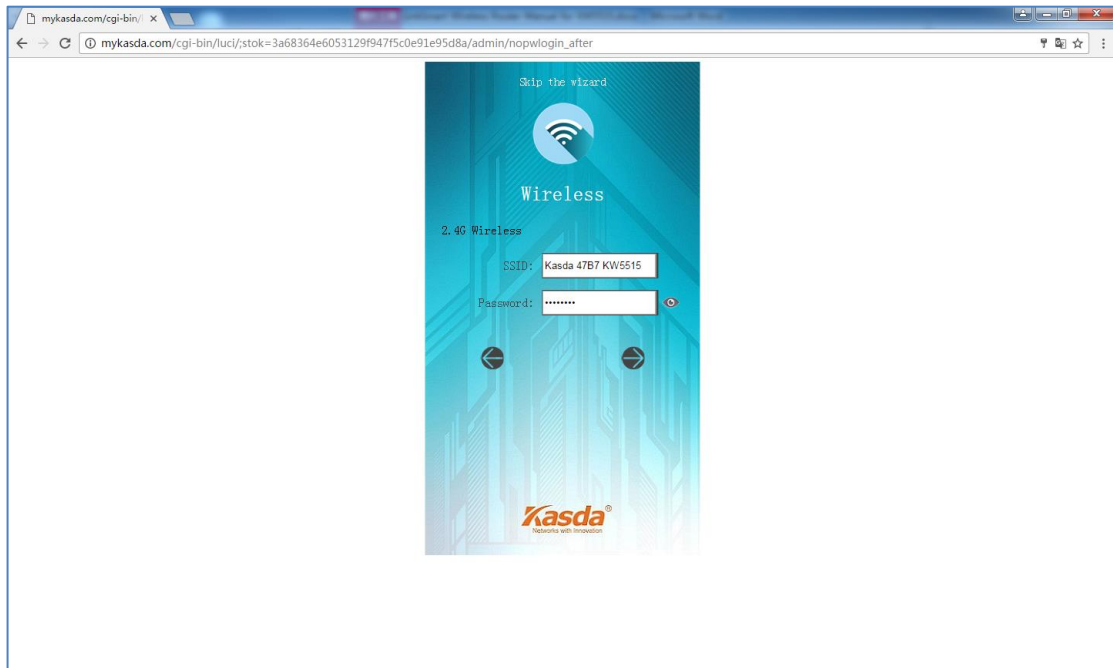 mykasda.com/cgi-bin/
mykasda.com/cgi-bin/luci/;stok=3a68364e6053129f947f5c0e91e95d8a/admin/nopwlogin_after
Skip the wizard
Wireless
2.4G Wireless
SSID: Kasda 47B7 KW5515
Password: ••••••••
Kasda®
Networks with Innovation